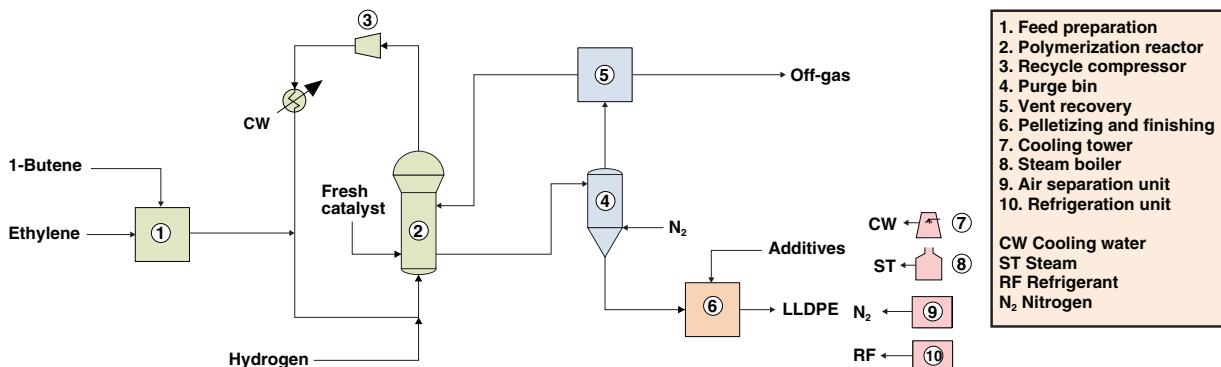 3
5
Off-gas
CW
1-Butene
Fresh
catalyst
4
1
2
Ethylene
N₂
CW
7
Additives
ST
8
6
LLDPE
N₂
9
Hydrogen
RF
10
1. Feed preparation
2. Polymerization reactor
3. Recycle compressor
4. Purge bin
5. Vent recovery
6. Pelletizing and finishing
7. Cooling tower
8. Steam boiler
9. Air separation unit
10. Refrigeration unit
CW Cooling water
ST Steam
RF Refrigerant
N₂ Nitrogen